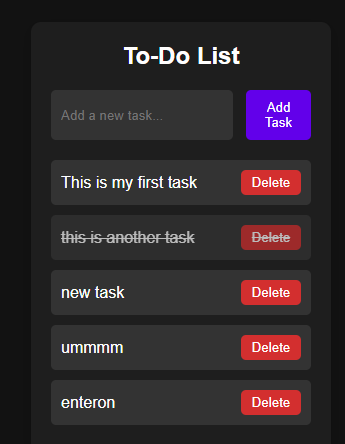 To-Do List
Add a new task...
Add
Task
This is my first task
Delete
this is another task
Delete
new task
Delete
ummmm
Delete
enteron
Delete